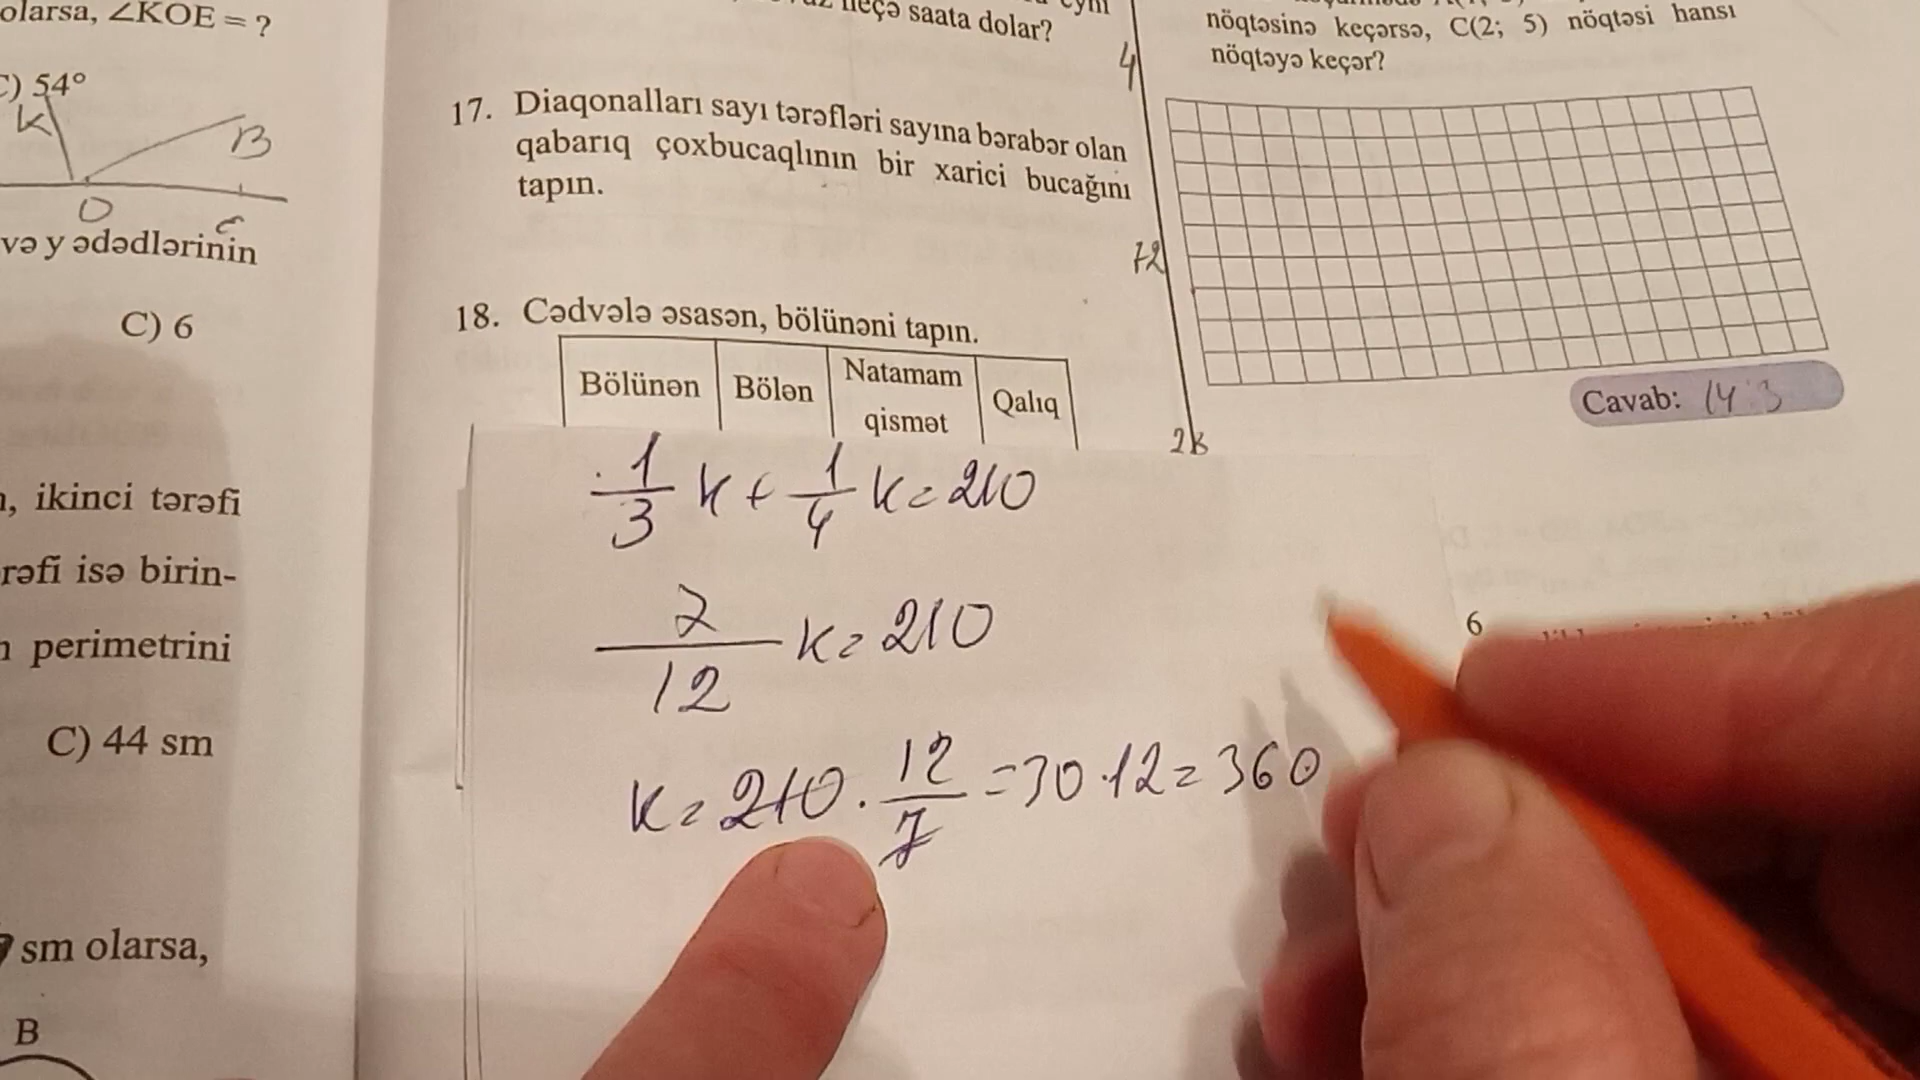 olarsa, ∠KOE = ?
C) 54°
K
B
O
E
və y ədədlərinin
C) 6
ikinci tərəfi
rəfi isə birin-
perimetrini
C) 44 sm
sm olarsa,
B
neçə saata dolar?
4
17. Diaqonalları sayı tərəfləri sayına bərabər olan
qabarıq çoxbucaqlının bir xarici bucağını
tapın.
72
18. Cədvələ əsasən, bölünəni tapın.
Bölünən Bölən Natamam qismət Qalıq
28
1/3 k + 1/4 k = 210
7/12 k = 210
k = 210 · 12/7 = 30 · 12 = 360
nöqtəsinə keçərsə, C(2; 5) nöqtəsi hansı
nöqtəyə keçər?
Cavab: 14:3
6